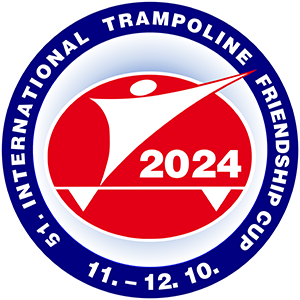 51. INTERNATIONAL TRAMPOLINE FRIENDSHIP CUP
2024
11. – 12. 10.